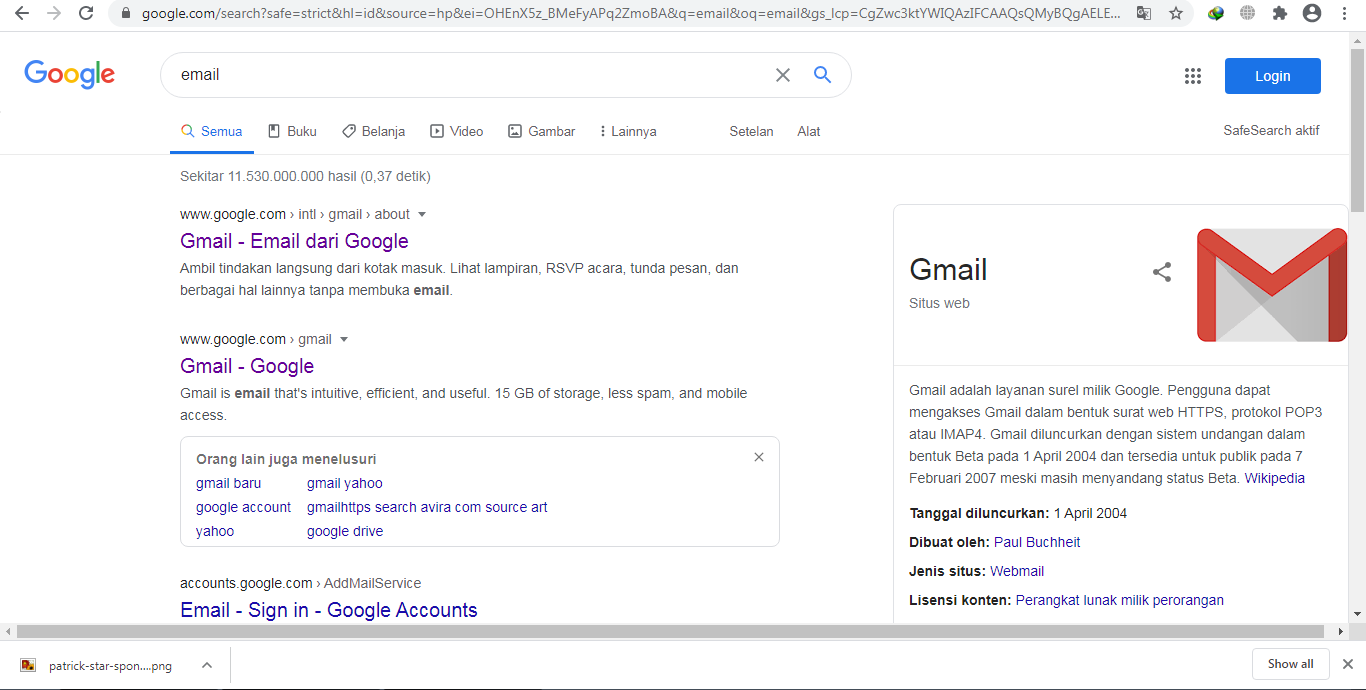 google.com/search?safe=strict&hl=id&source=hp&ei=OHEnX5z_BMeFyAPq2ZmoBA&q=email&oq=email&gs_lcp=CgZwc3ktYWIQAzIFCAAQsQMyBQgAELE...
Google
email
Login
Semua
Buku
Belanja
Video
Gambar
Lainnya
Setelan
Alat
SafeSearch aktif
Sekitar 11.530.000.000 hasil (0,37 detik)
www.google.com › intl › gmail › about
Gmail - Email dari Google
Ambil tindakan langsung dari kotak masuk. Lihat lampiran, RSVP acara, tunda pesan, dan
berbagai hal lainnya tanpa membuka email.
www.google.com › gmail
Gmail - Google
Gmail is email that's intuitive, efficient, and useful. 15 GB of storage, less spam, and mobile
access.
Orang lain juga menelusuri
gmail baru
gmail yahoo
google account
gmailhttps search avira com source art
yahoo
google drive
accounts.google.com › AddMailService
Email - Sign in - Google Accounts
Gmail
Situs web
Gmail adalah layanan surel milik Google. Pengguna dapat
mengakses Gmail dalam bentuk surat web HTTPS, protokol POP3
atau IMAP4. Gmail diluncurkan dengan sistem undangan dalam
bentuk Beta pada 1 April 2004 dan tersedia untuk publik pada 7
Februari 2007 meski masih menyandang status Beta. Wikipedia
Tanggal diluncurkan: 1 April 2004
Dibuat oleh: Paul Buchheit
Jenis situs: Webmail
Lisensi konten: Perangkat lunak milik perorangan
patrick-star-spon....png
Show all